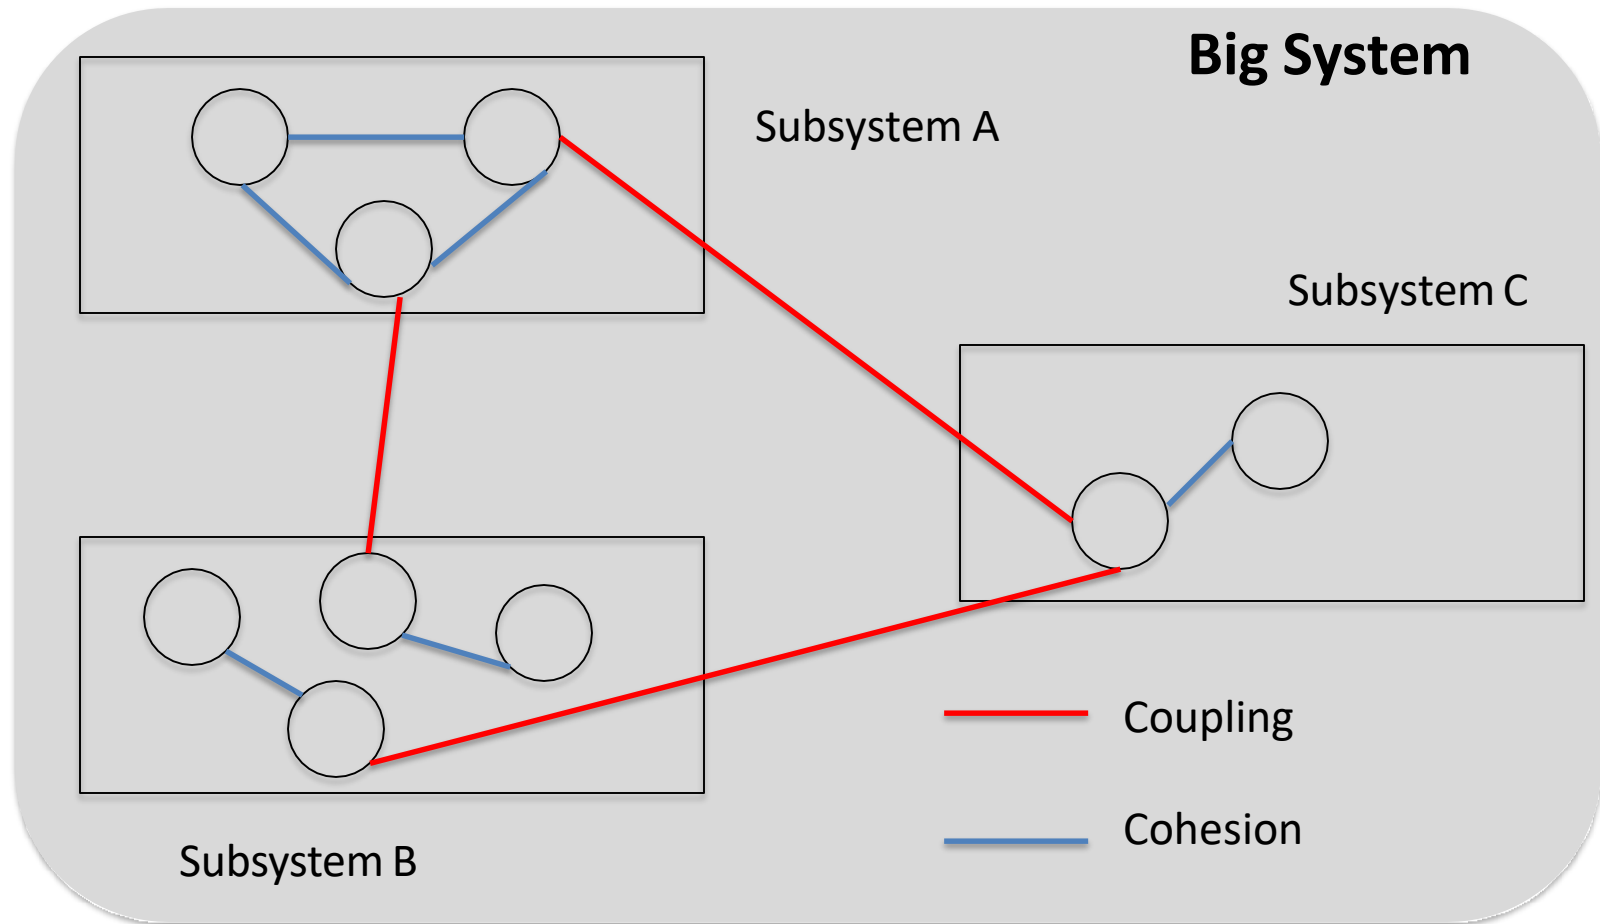 Big System
Subsystem A
Subsystem C
Coupling
Cohesion
Subsystem B